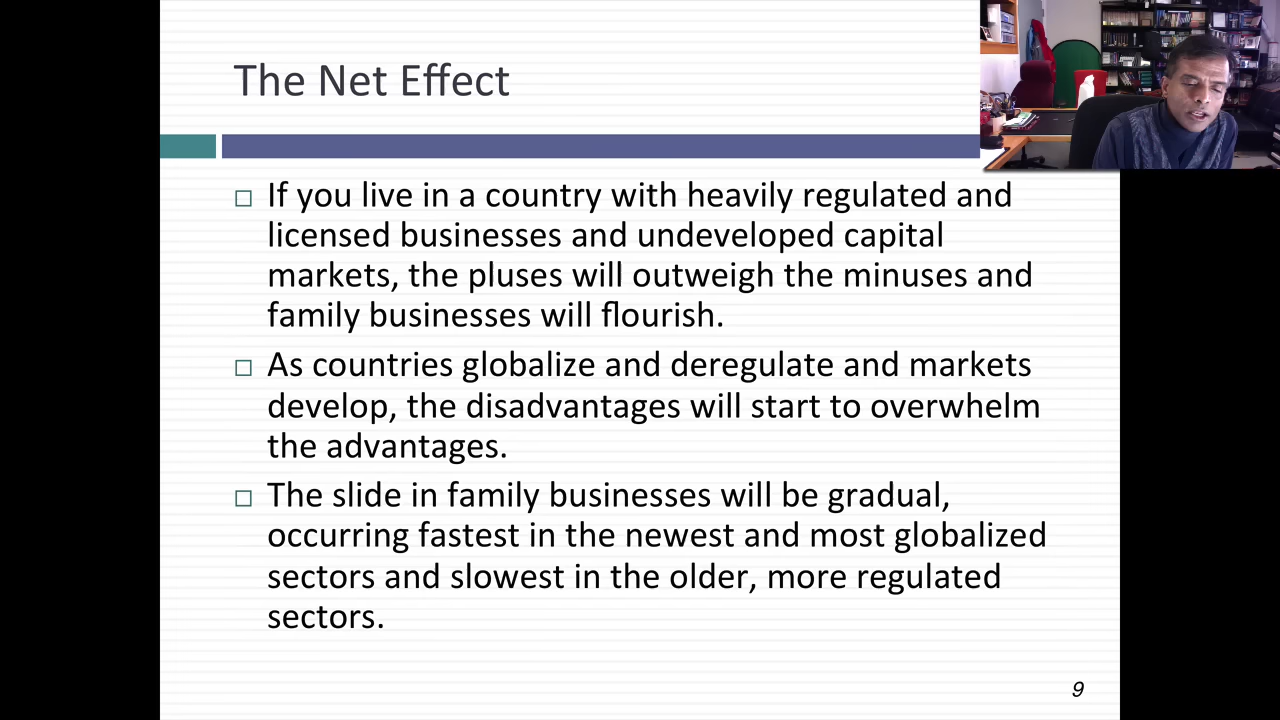 The Net Effect
If you live in a country with heavily regulated and
licensed businesses and undeveloped capital
markets, the pluses will outweigh the minuses and
family businesses will flourish.
As countries globalize and deregulate and markets
develop, the disadvantages will start to overwhelm
the advantages.
The slide in family businesses will be gradual,
occurring fastest in the newest and most globalized
sectors and slowest in the older, more regulated
sectors.
9